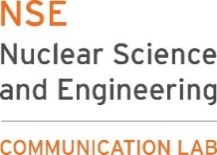 NSE
Nuclear Science
and Engineering
COMMUNICATION LAB